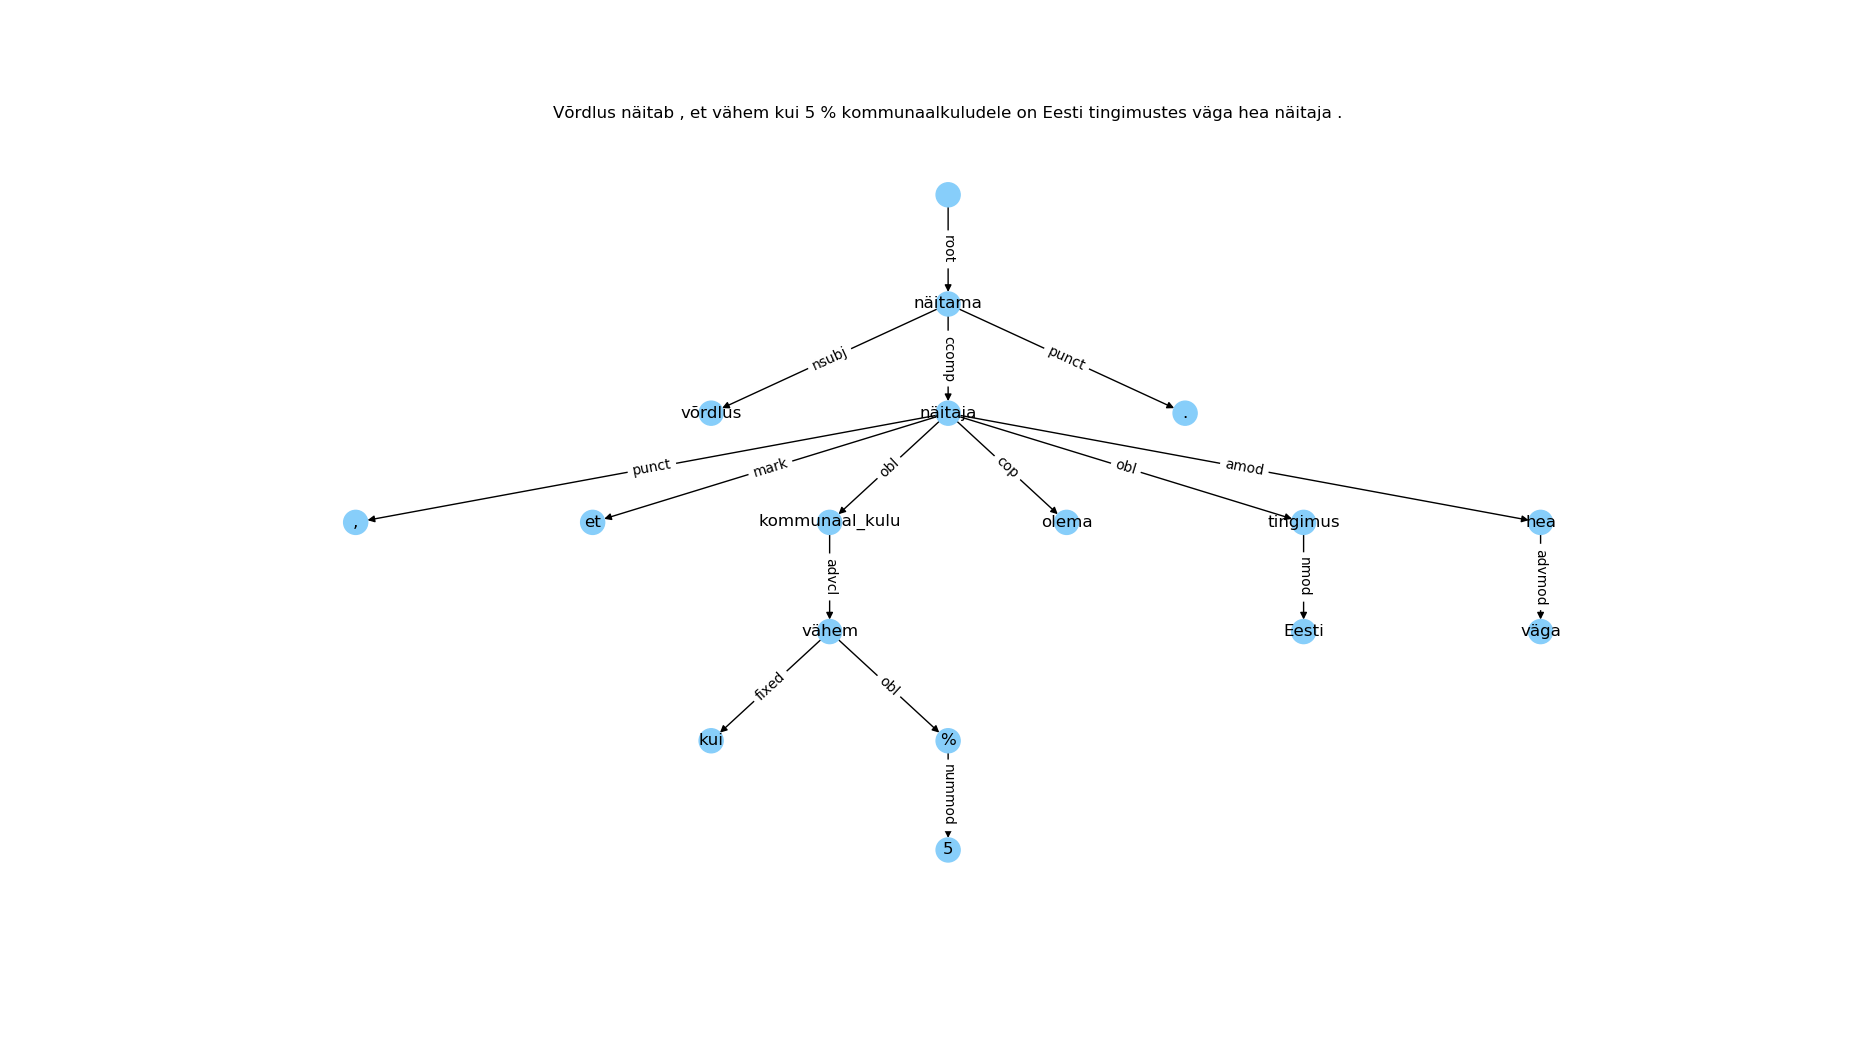 Võrdlus näitab , et vähem kui 5 % kommunaalkuludele on Eesti tingimustes väga hea näitaja .
root
näitama
nsubj ccomp punct
võrdlus näitaja .
punct mark obl cop obl amod
, et kommunaal_kulu olema tingimus hea
advcl nmod advmod
vähem Eesti väga
fixed obl
kui %
nummod
5